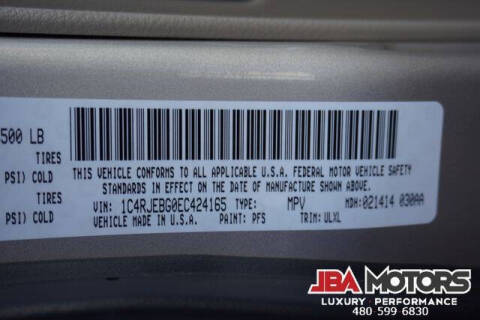 500 LB
TIRES
PSI) COLD
TIRES
PSI) COLD
THIS VEHICLE CONFORMS TO ALL APPLICABLE U.S.A. FEDERAL MOTOR VEHICLE SAFETY
STANDARDS IN EFFECT ON THE DATE OF MANUFACTURE SHOWN ABOVE.
VIN: 1C4RJEBG0EC424165 TYPE: MPV MDH: 021414 030AA
VEHICLE MADE IN U.S.A. PAINT: PFS TRIM: ULXL
JBA MOTORS
LUXURY • PERFORMANCE
480 599 6830